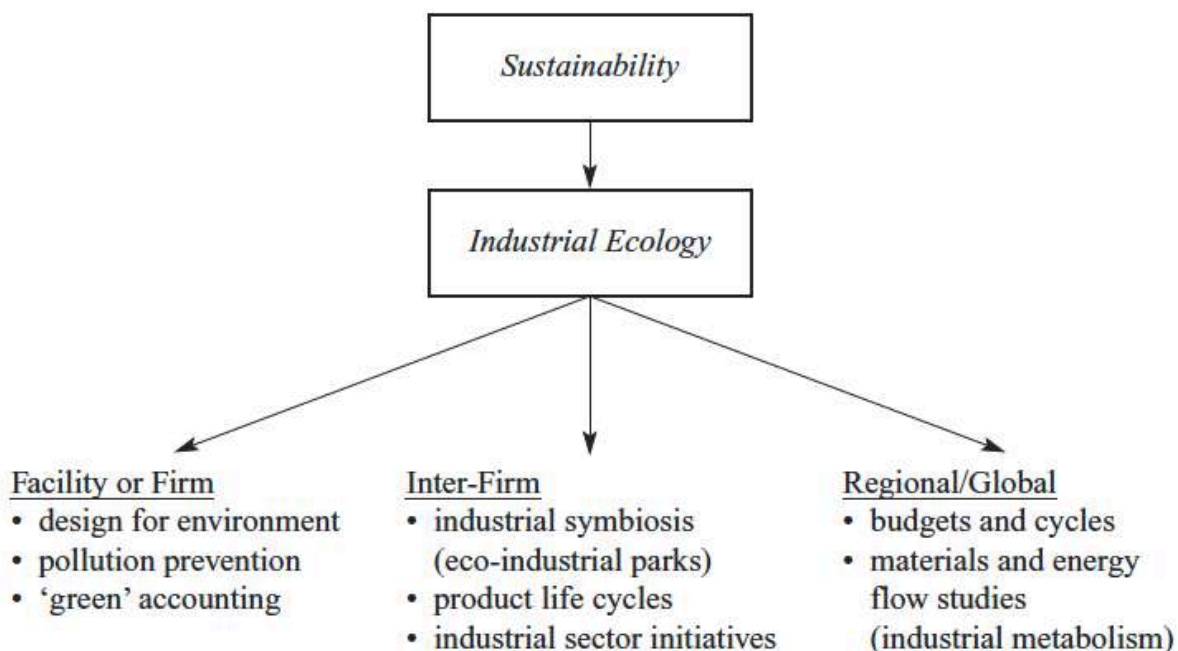 Sustainability
Industrial Ecology
Facility or Firm
• design for environment
• pollution prevention
• ‘green’ accounting
Inter-Firm
• industrial symbiosis
(eco-industrial parks)
• product life cycles
• industrial sector initiatives
Regional/Global
• budgets and cycles
• materials and energy
flow studies
(industrial metabolism)